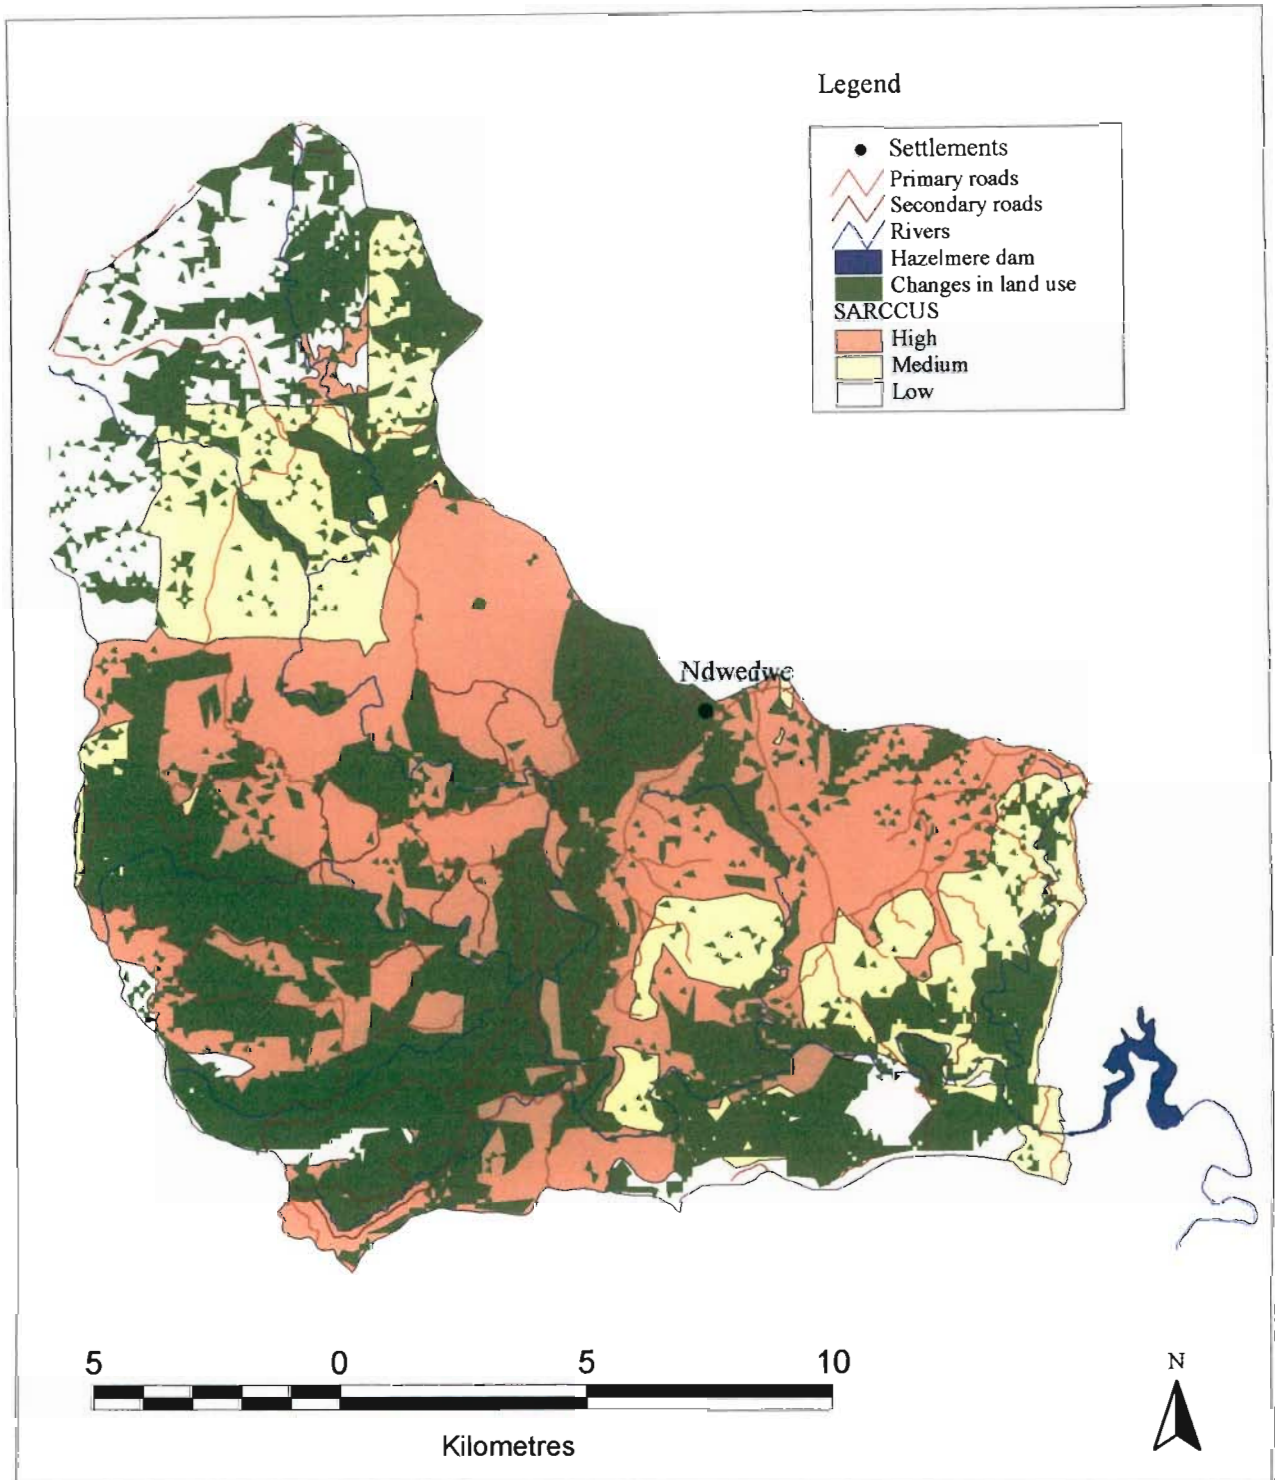 Legend
Settlements
Primary roads
Secondary roads
Rivers
Hazelmere dam
Changes in land use
SARCCUS
High
Medium
Low
Ndwedwe
5 0 5 10
Kilometres
N